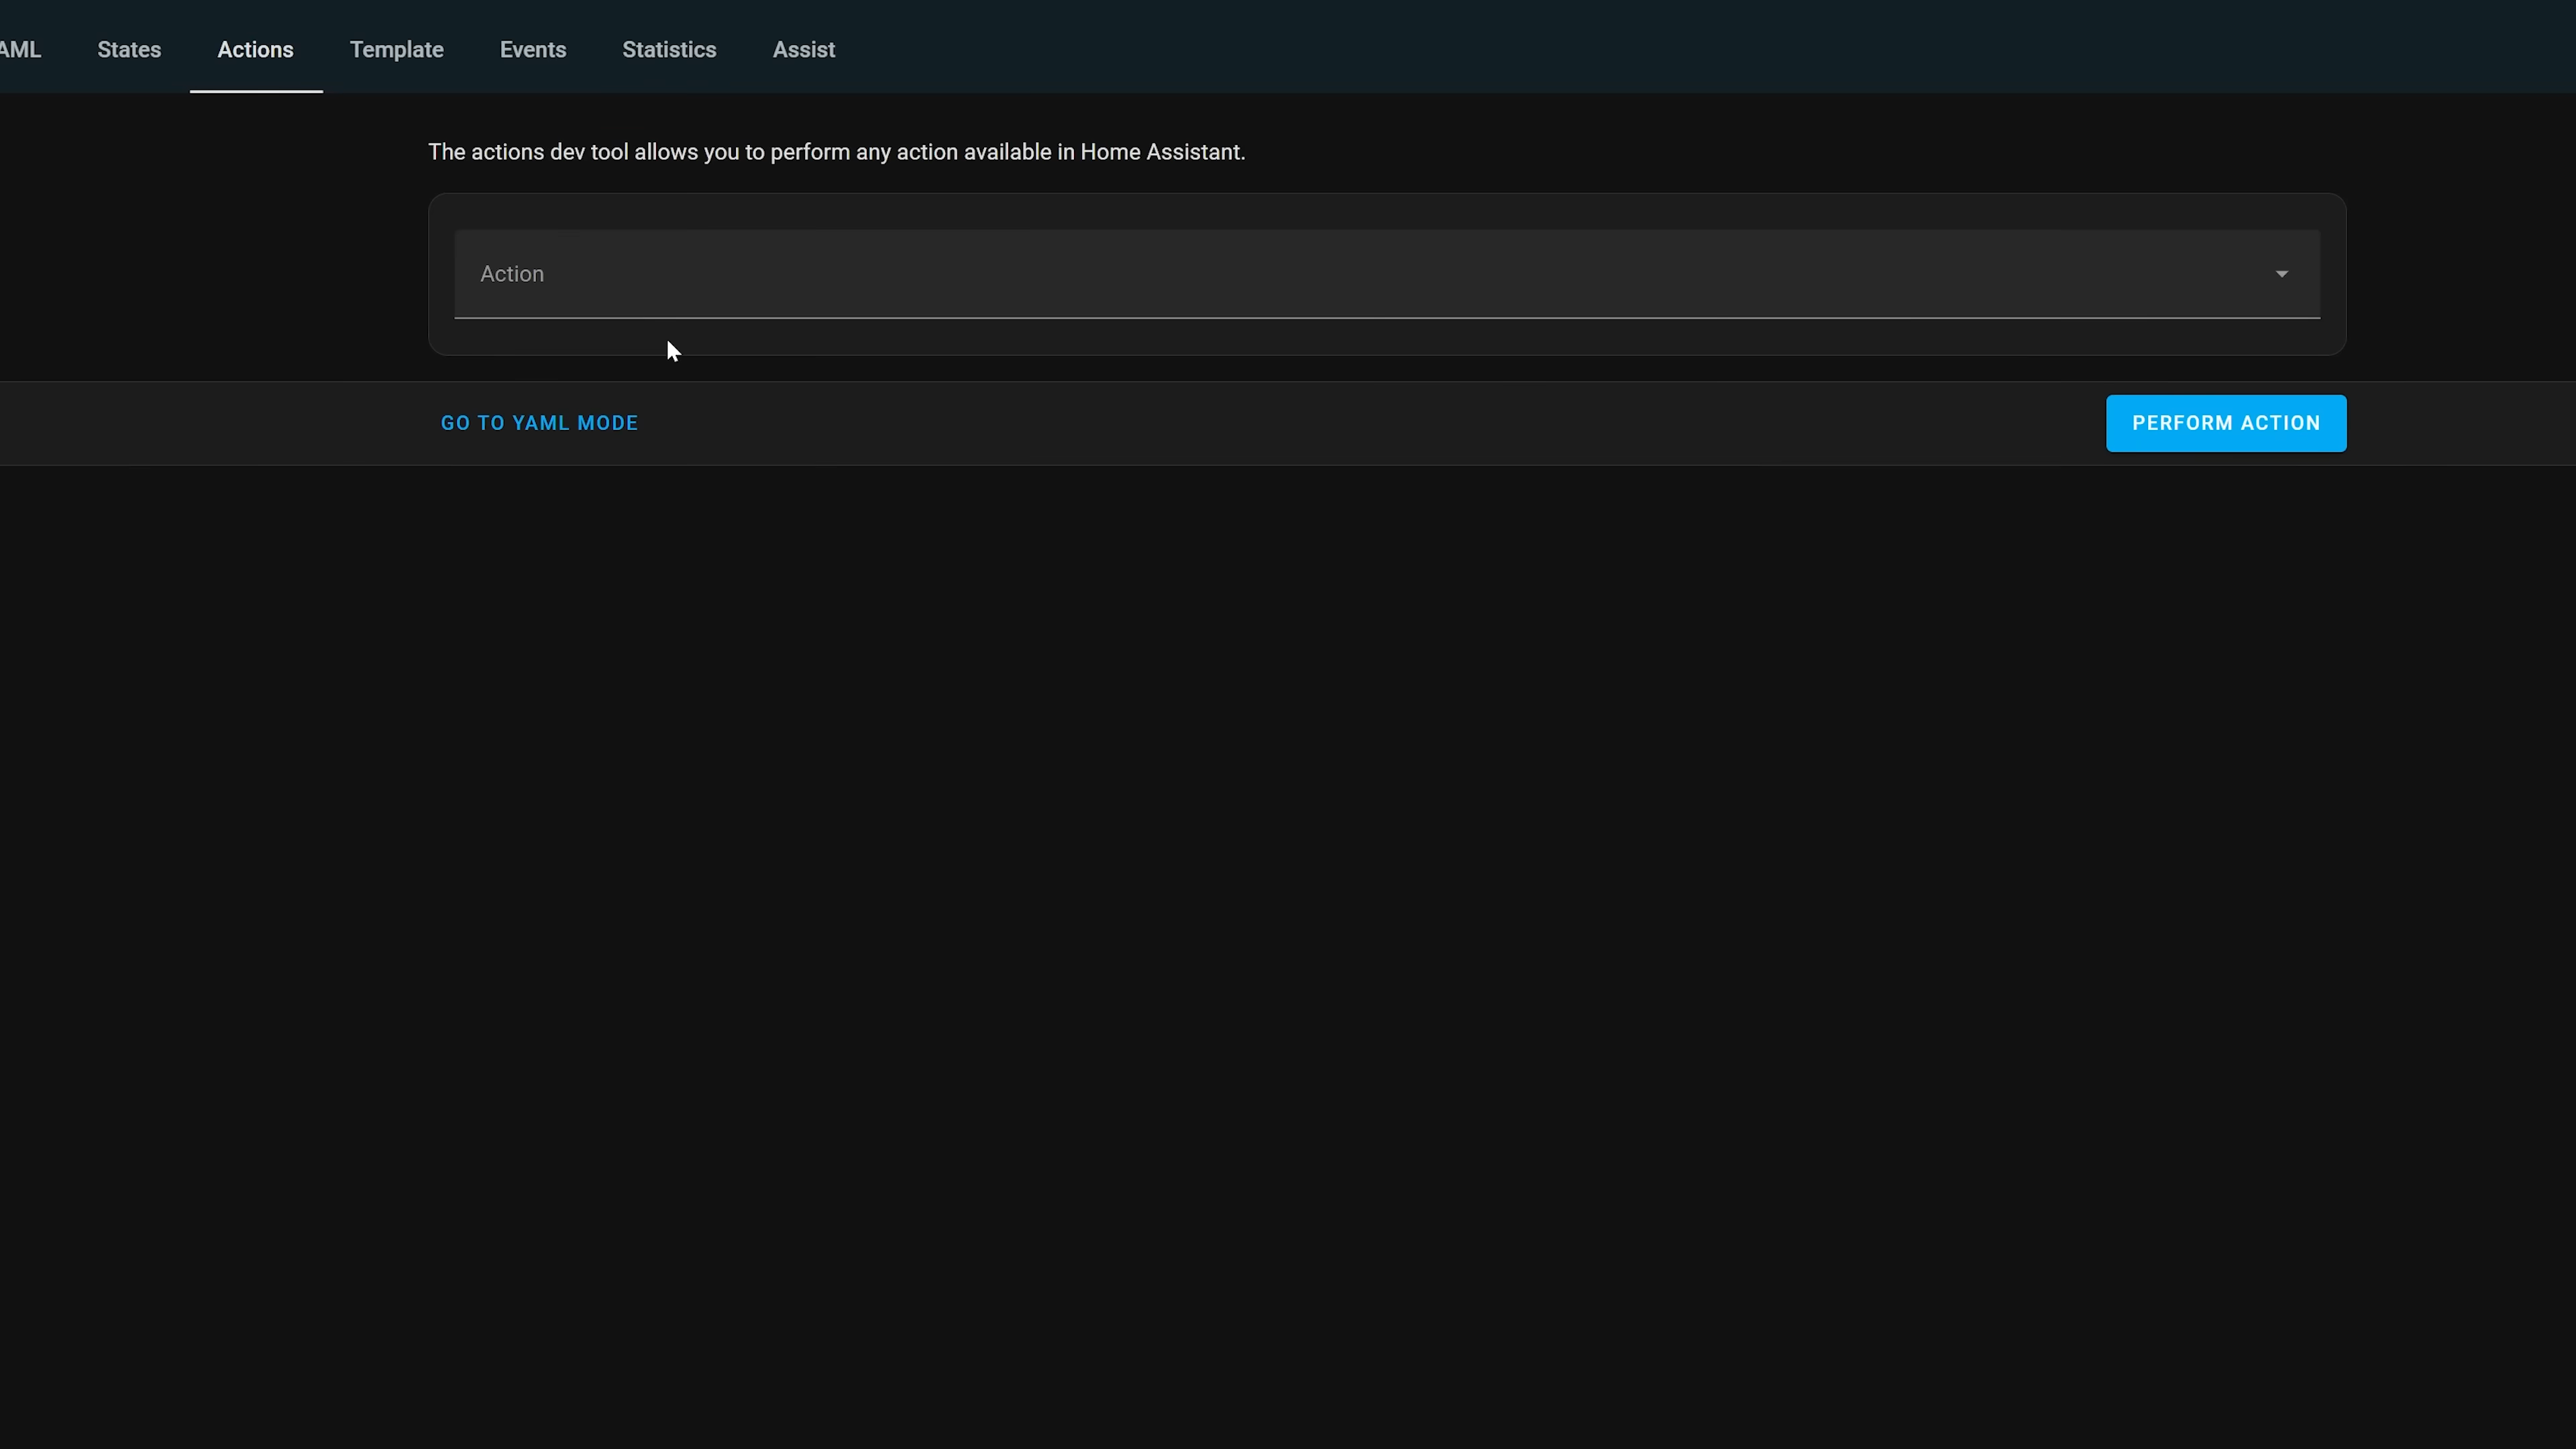 AML States Actions Template Events Statistics Assist
The actions dev tool allows you to perform any action available in Home Assistant.
Action
GO TO YAML MODE PERFORM ACTION